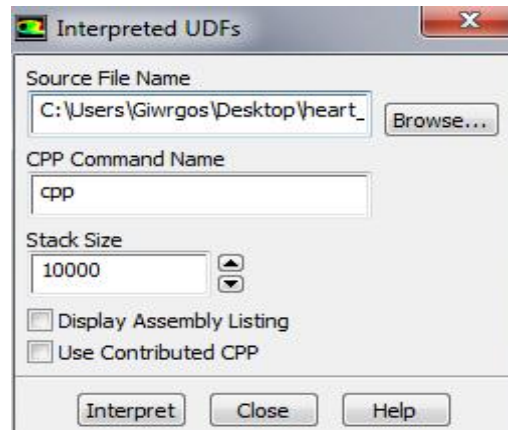 Interpreted UDFs
Source File Name
C:\Users\Giwrgos\Desktop\heart_
Browse...
CPP Command Name
cpp
Stack Size
10000
Display Assembly Listing
Use Contributed CPP
Interpret Close Help